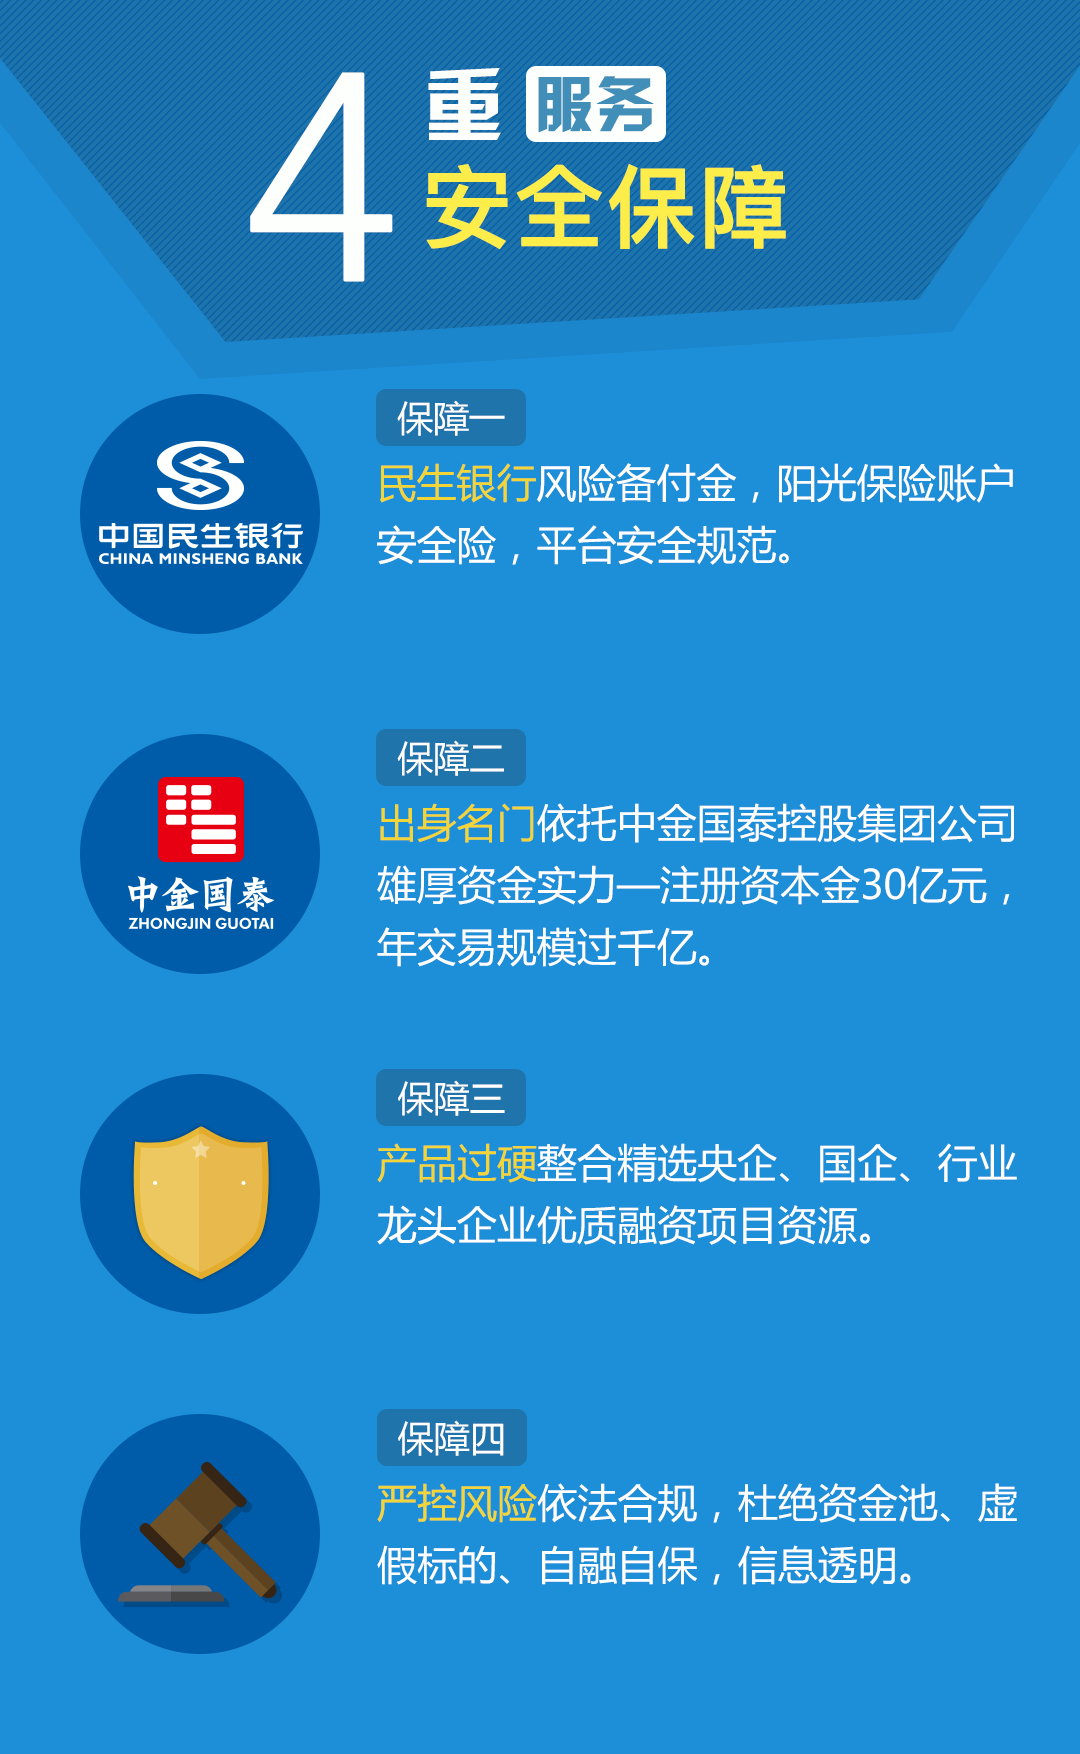 4重 服务
安全保障
保障一
民生银行风险备付金，阳光保险账户
安全险，平台安全规范。
中国民生银行
CHINA MINSHENG BANK
保障二
出身名门依托中金国泰控股集团公司
雄厚资金实力—注册资本金30亿元，
年交易规模过千亿。
中金国泰
ZHONGJIN GUOTAI
保障三
产品过硬整合精选央企、国企、行业
龙头企业优质融资项目资源。
保障四
严控风险依法合规，杜绝资金池、虚
假标的、自融自保，信息透明。